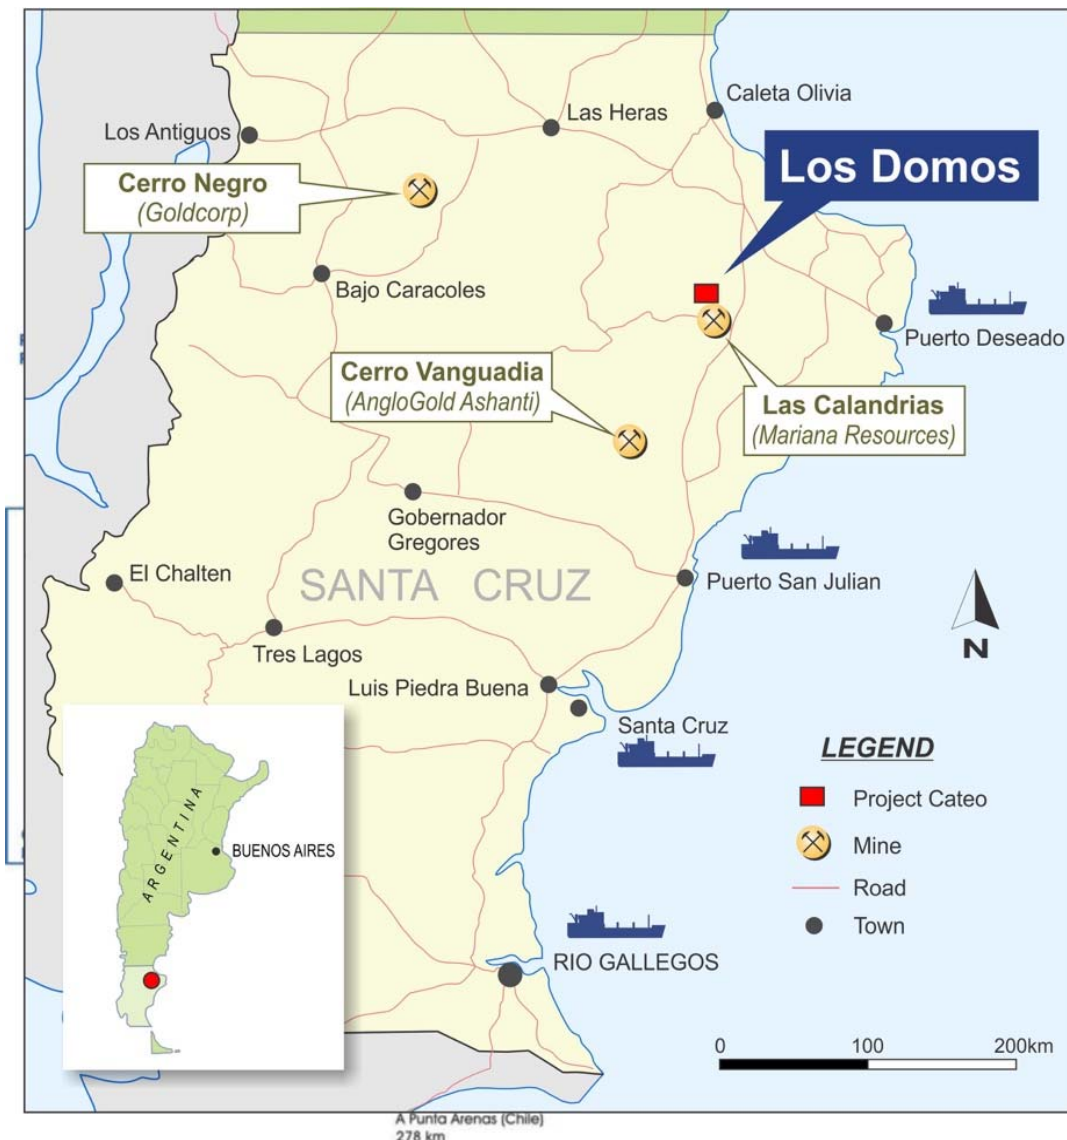 Caleta Olivia
Las Heras
Los Antiguos
Los Domos
Cerro Negro
(Goldcorp)
Bajo Caracoles
Puerto Deseado
Cerro Vanguadia
(AngloGold Ashanti)
Las Calandrias
(Mariana Resources)
Gobernador
Gregores
El Chalten
SANTA CRUZ
Puerto San Julian
N
Tres Lagos
Luis Piedra Buena
Santa Cruz
LEGEND
Project Cateo
Mine
Road
Town
ARGENTINA
BUENOS AIRES
RIO GALLEGOS
0 100 200km
A Punta Arenas (Chile)
278 km